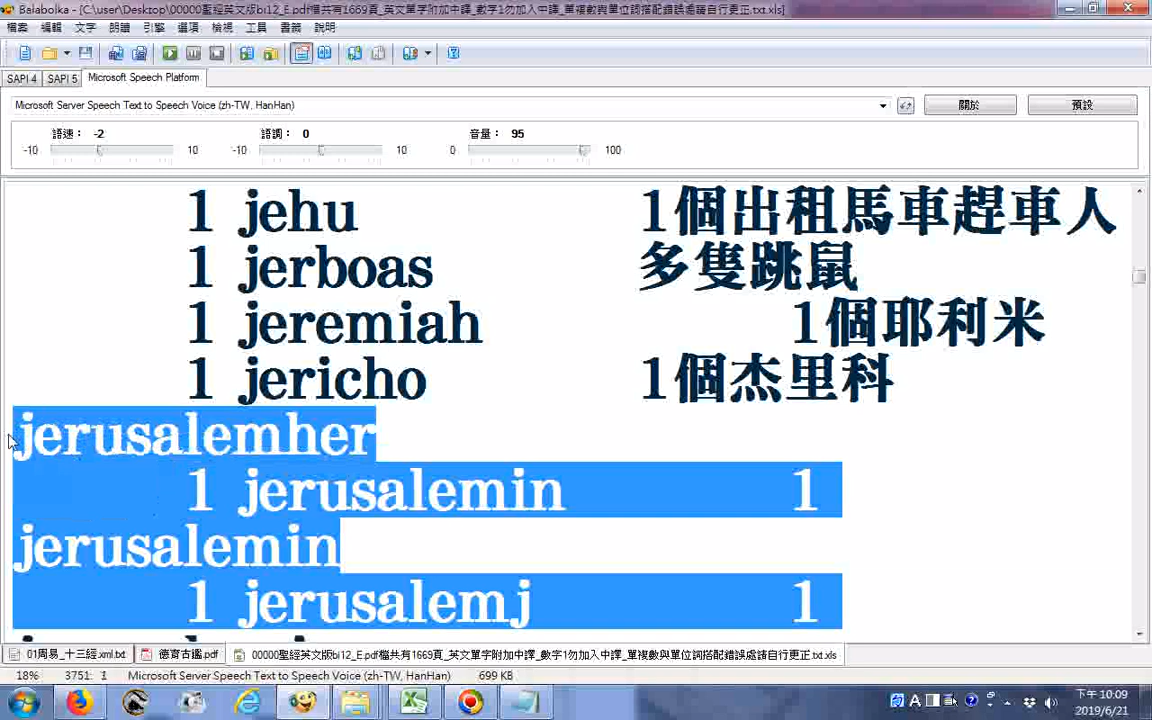 Balabolka - [C:\user\Desktop\00000聖經英文版bi12_E.pdf檔共有1669頁_英文單字附加中譯_數字1勿加入中譯_單複數與單位詞搭配錯誤處請自行更正.txt.xls]
檔案 編輯 文字 朗讀 引擎 選項 檢視 工具 書籤 說明
SAPI 4 SAPI 5 Microsoft Speech Platform
Microsoft Server Speech Text to Speech Voice (zh-TW, HanHan) 關於 預設
語速： -2 語調： 0 音量： 95
-10 10 -10 10 0 100
1 jehu 1個出租馬車趕車人
1 jerboas 多隻跳鼠
1 jeremiah 1個耶利米
1 jericho 1個杰里科
jerusalemher
1 jerusalemin 1
jerusalemin
1 jerusalemj 1
01周易_十三經.xml.txt 德育古鑑.pdf 00000聖經英文版bi12_E.pdf檔共有1669頁_英文單字附加中譯_數字1勿加入中譯_單複數與單位詞搭配錯誤處請自行更正.txt.xls
18% 3751: 1 Microsoft Server Speech Text to Speech Voice (zh-TW, HanHan) 699 KB
下午 10:09
2019/6/21